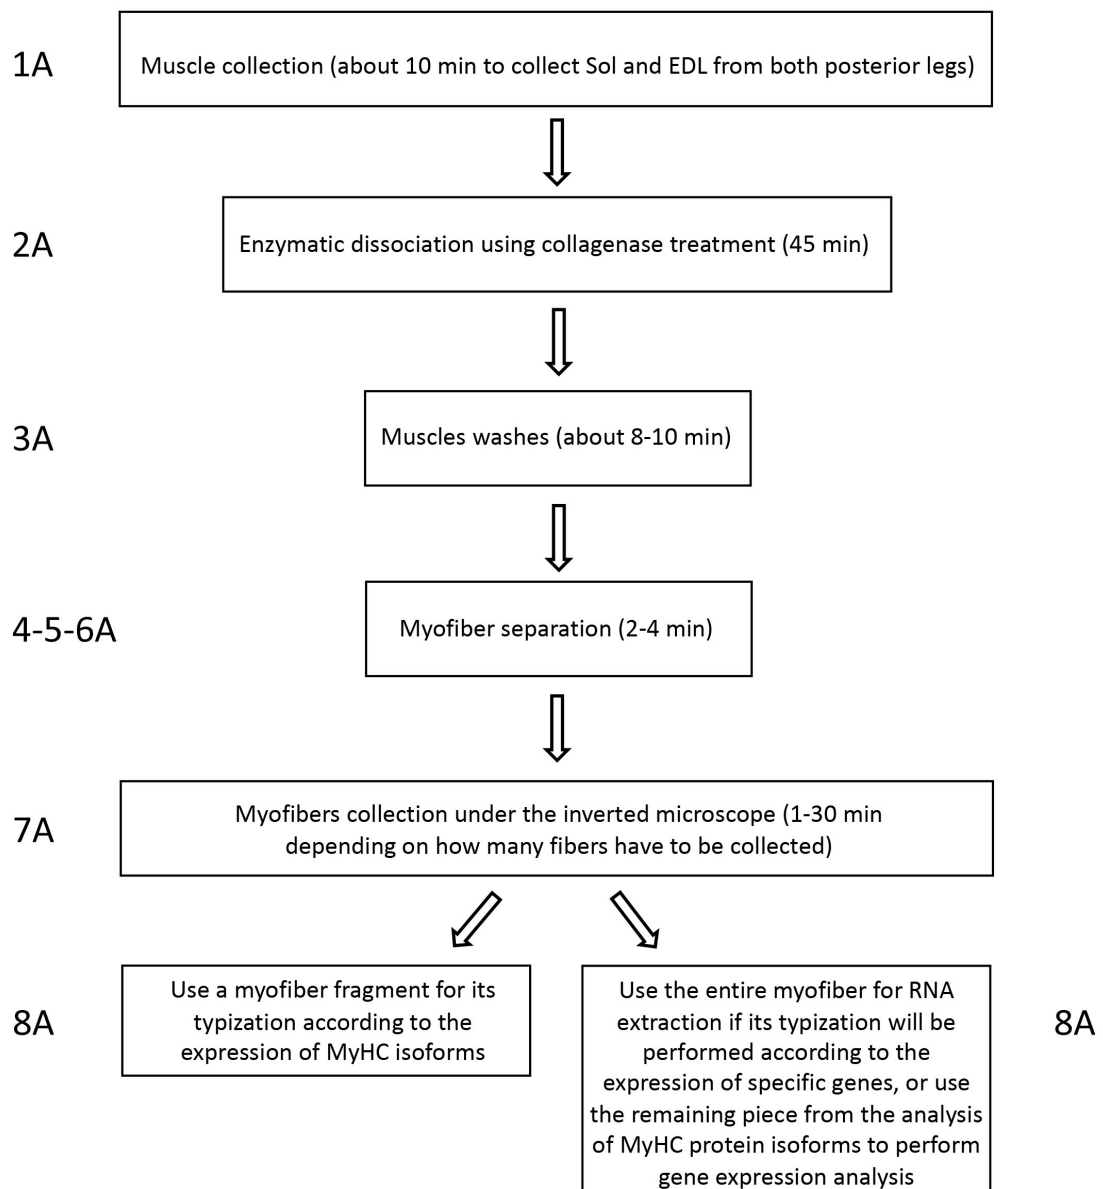 1A
Muscle collection (about 10 min to collect Sol and EDL from both posterior legs)
2A
Enzymatic dissociation using collagenase treatment (45 min)
3A
Muscles washes (about 8-10 min)
4-5-6A
Myofiber separation (2-4 min)
7A
Myofibers collection under the inverted microscope (1-30 min
depending on how many fibers have to be collected)
8A
Use a myofiber fragment for its
typization according to the
expression of MyHC isoforms
Use the entire myofiber for RNA
extraction if its typization will be
performed according to the
expression of specific genes, or use
the remaining piece from the analysis
of MyHC protein isoforms to perform
gene expression analysis
8A